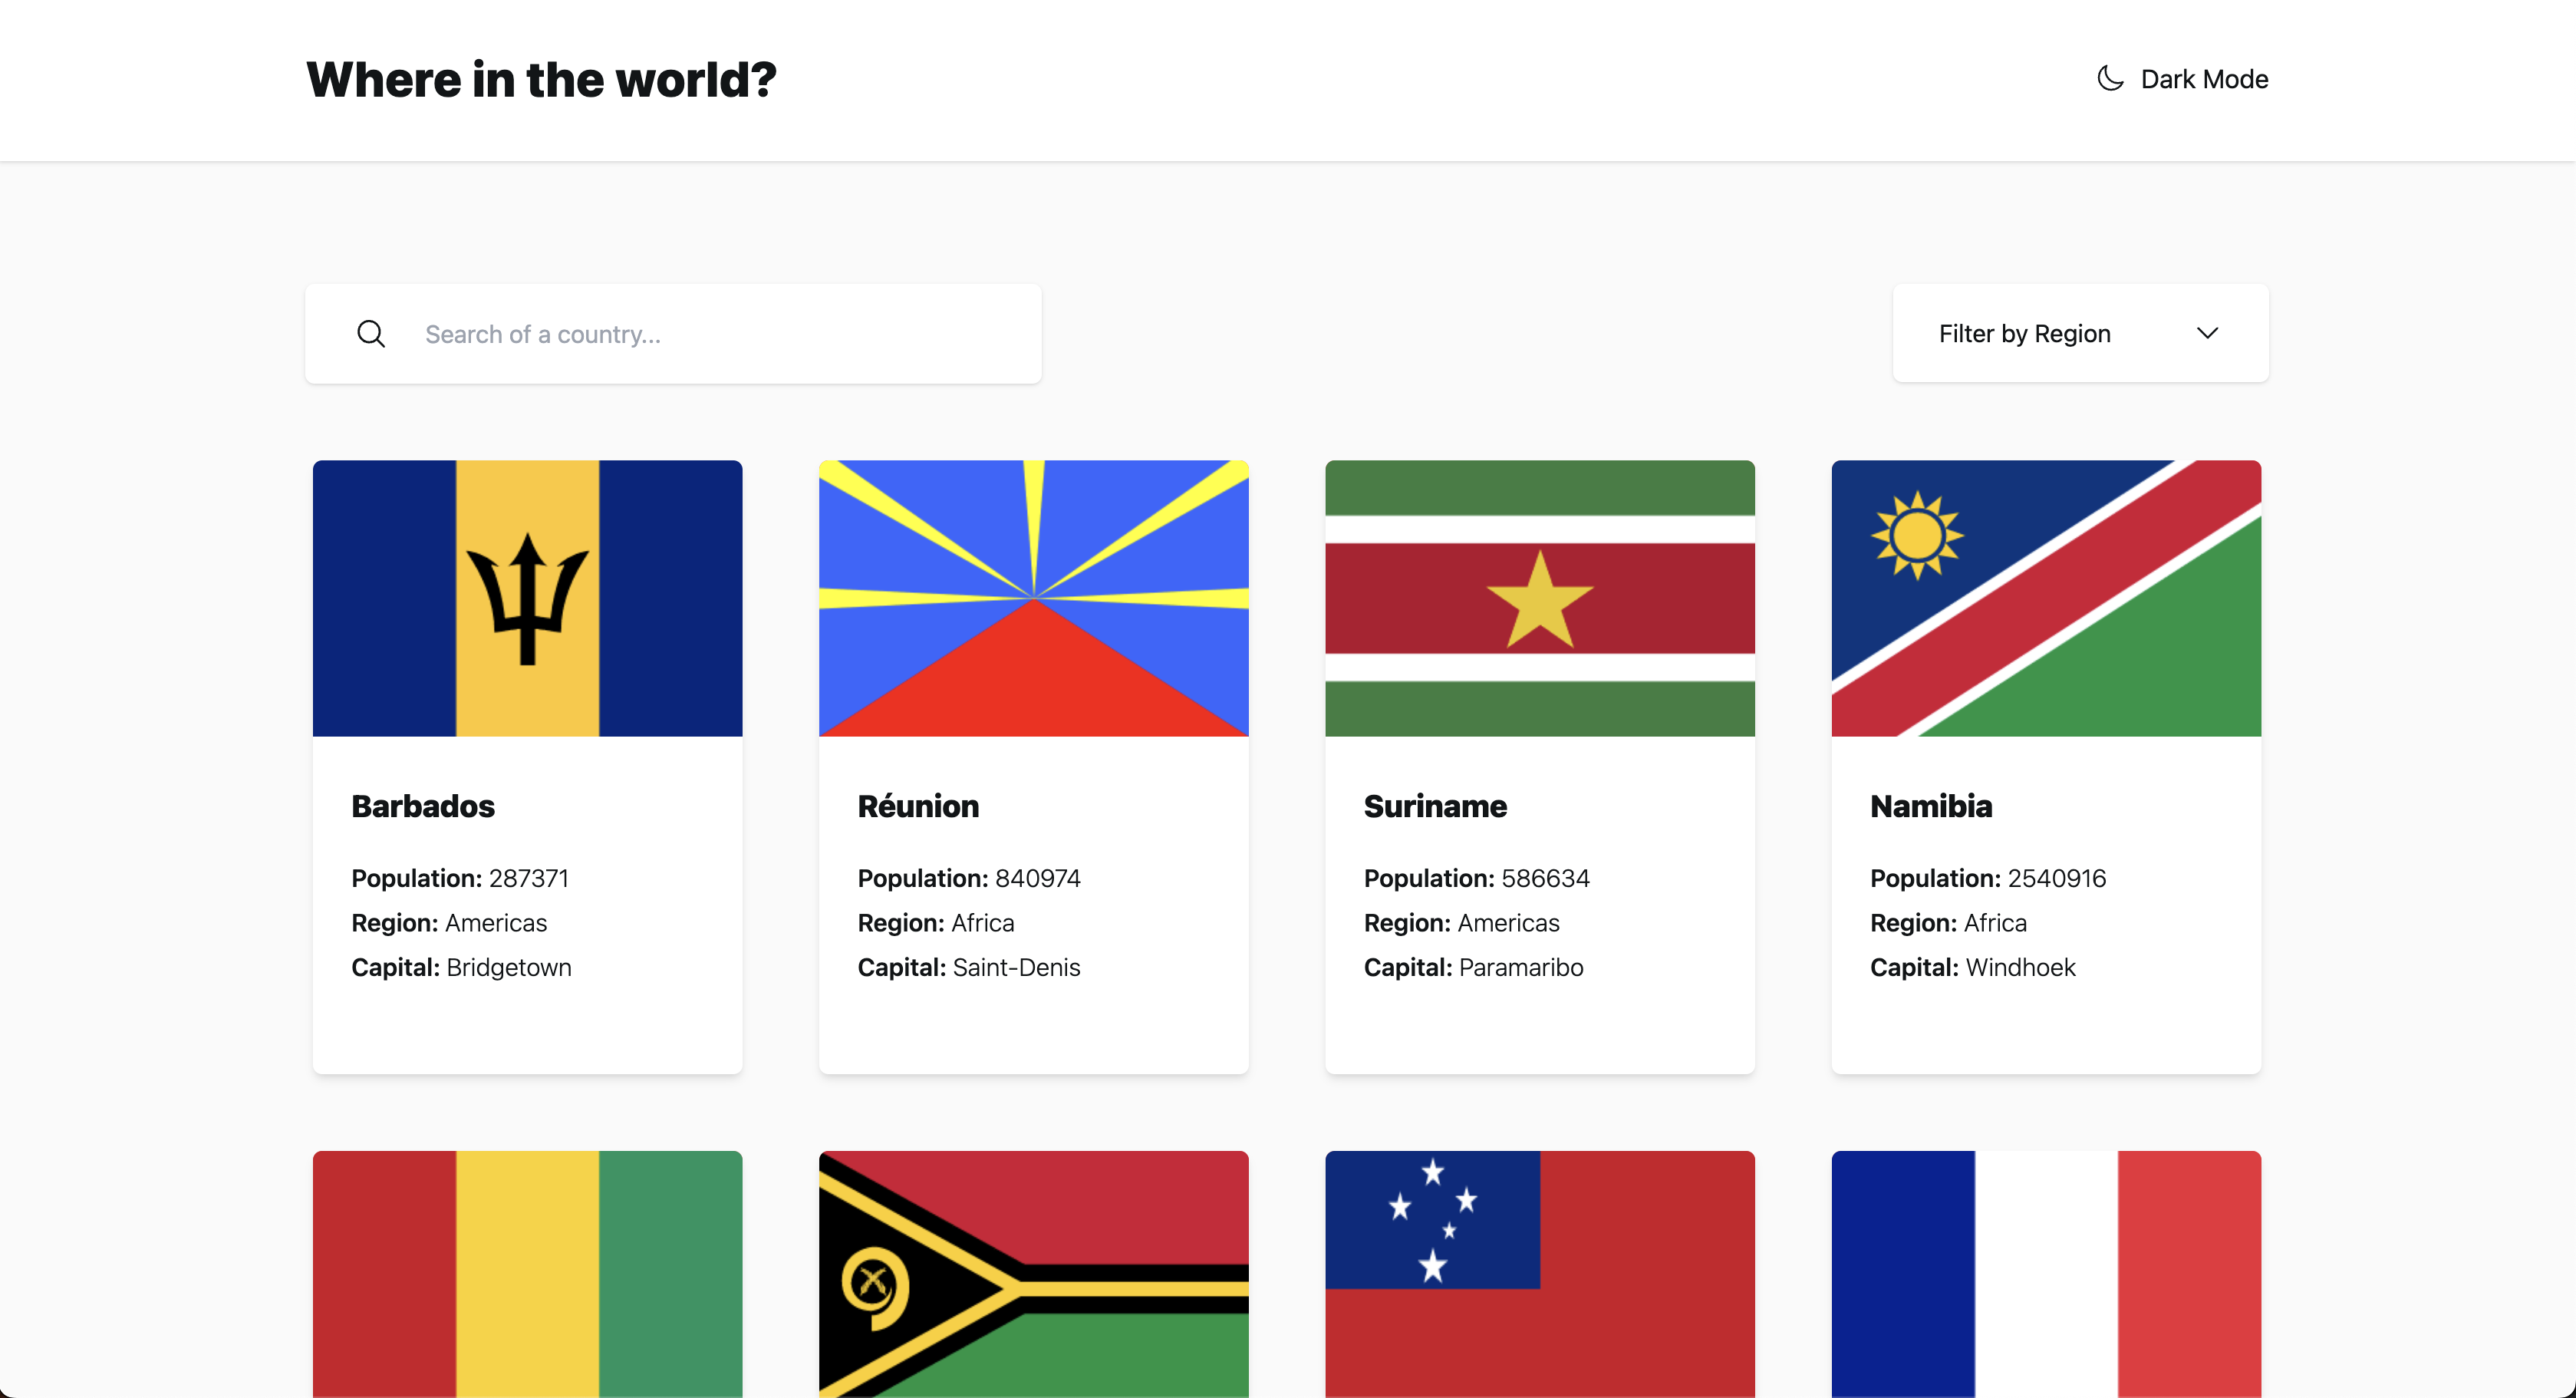 Where in the world?
Dark Mode
Search of a country...
Filter by Region
Barbados
Population: 287371
Region: Americas
Capital: Bridgetown
Réunion
Population: 840974
Region: Africa
Capital: Saint-Denis
Suriname
Population: 586634
Region: Americas
Capital: Paramaribo
Namibia
Population: 2540916
Region: Africa
Capital: Windhoek